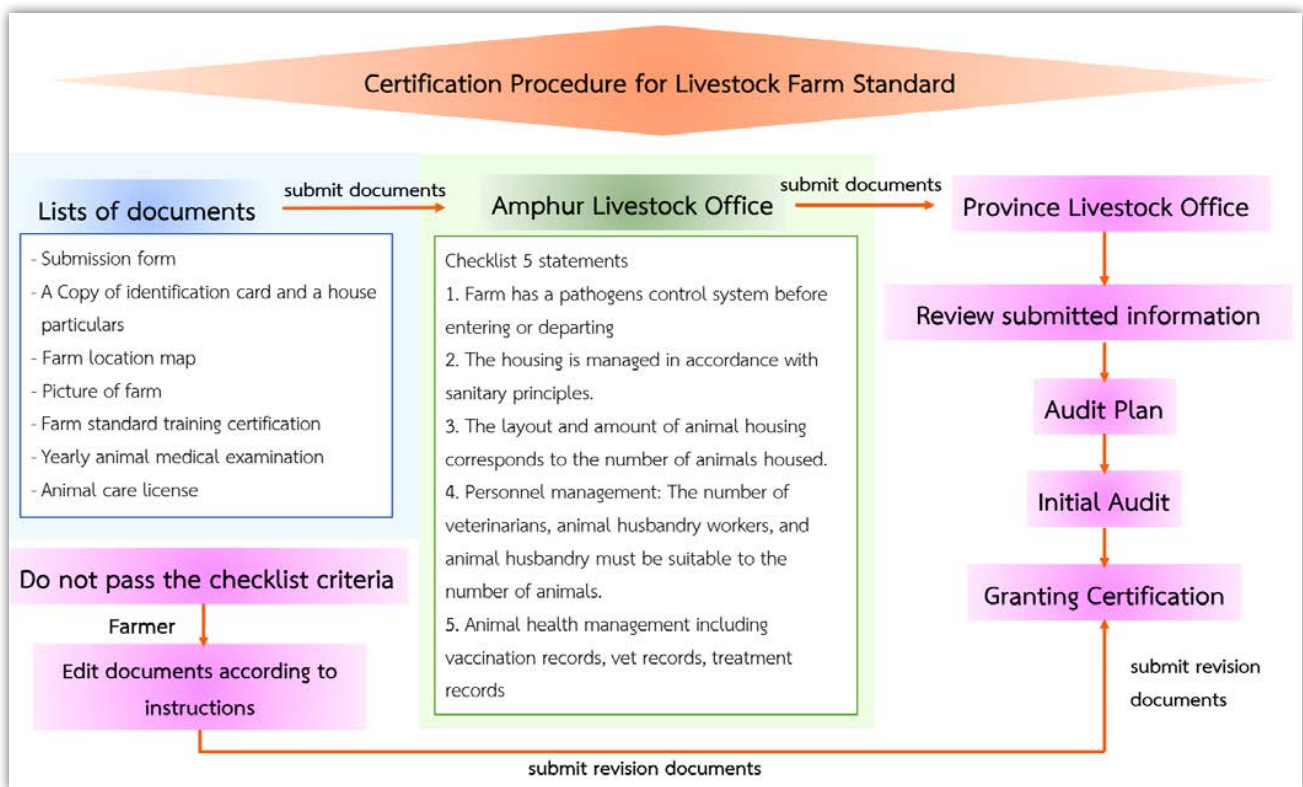 Certification Procedure for Livestock Farm Standard
Lists of documents
submit documents
- Submission form
- A Copy of identification card and a house
particulars
- Farm location map
- Picture of farm
- Farm standard training certification
- Yearly animal medical examination
- Animal care license
Amphur Livestock Office
submit documents
Checklist 5 statements
1. Farm has a pathogens control system before
entering or departing
2. The housing is managed in accordance with
sanitary principles.
3. The layout and amount of animal housing
corresponds to the number of animals housed.
4. Personnel management: The number of
veterinarians, animal husbandry workers, and
animal husbandry must be suitable to the
number of animals.
5. Animal health management including
vaccination records, vet records, treatment
records
Province Livestock Office
Review submitted information
Audit Plan
Initial Audit
Granting Certification
Do not pass the checklist criteria
Farmer
Edit documents according to
instructions
submit revision documents
submit revision
documents